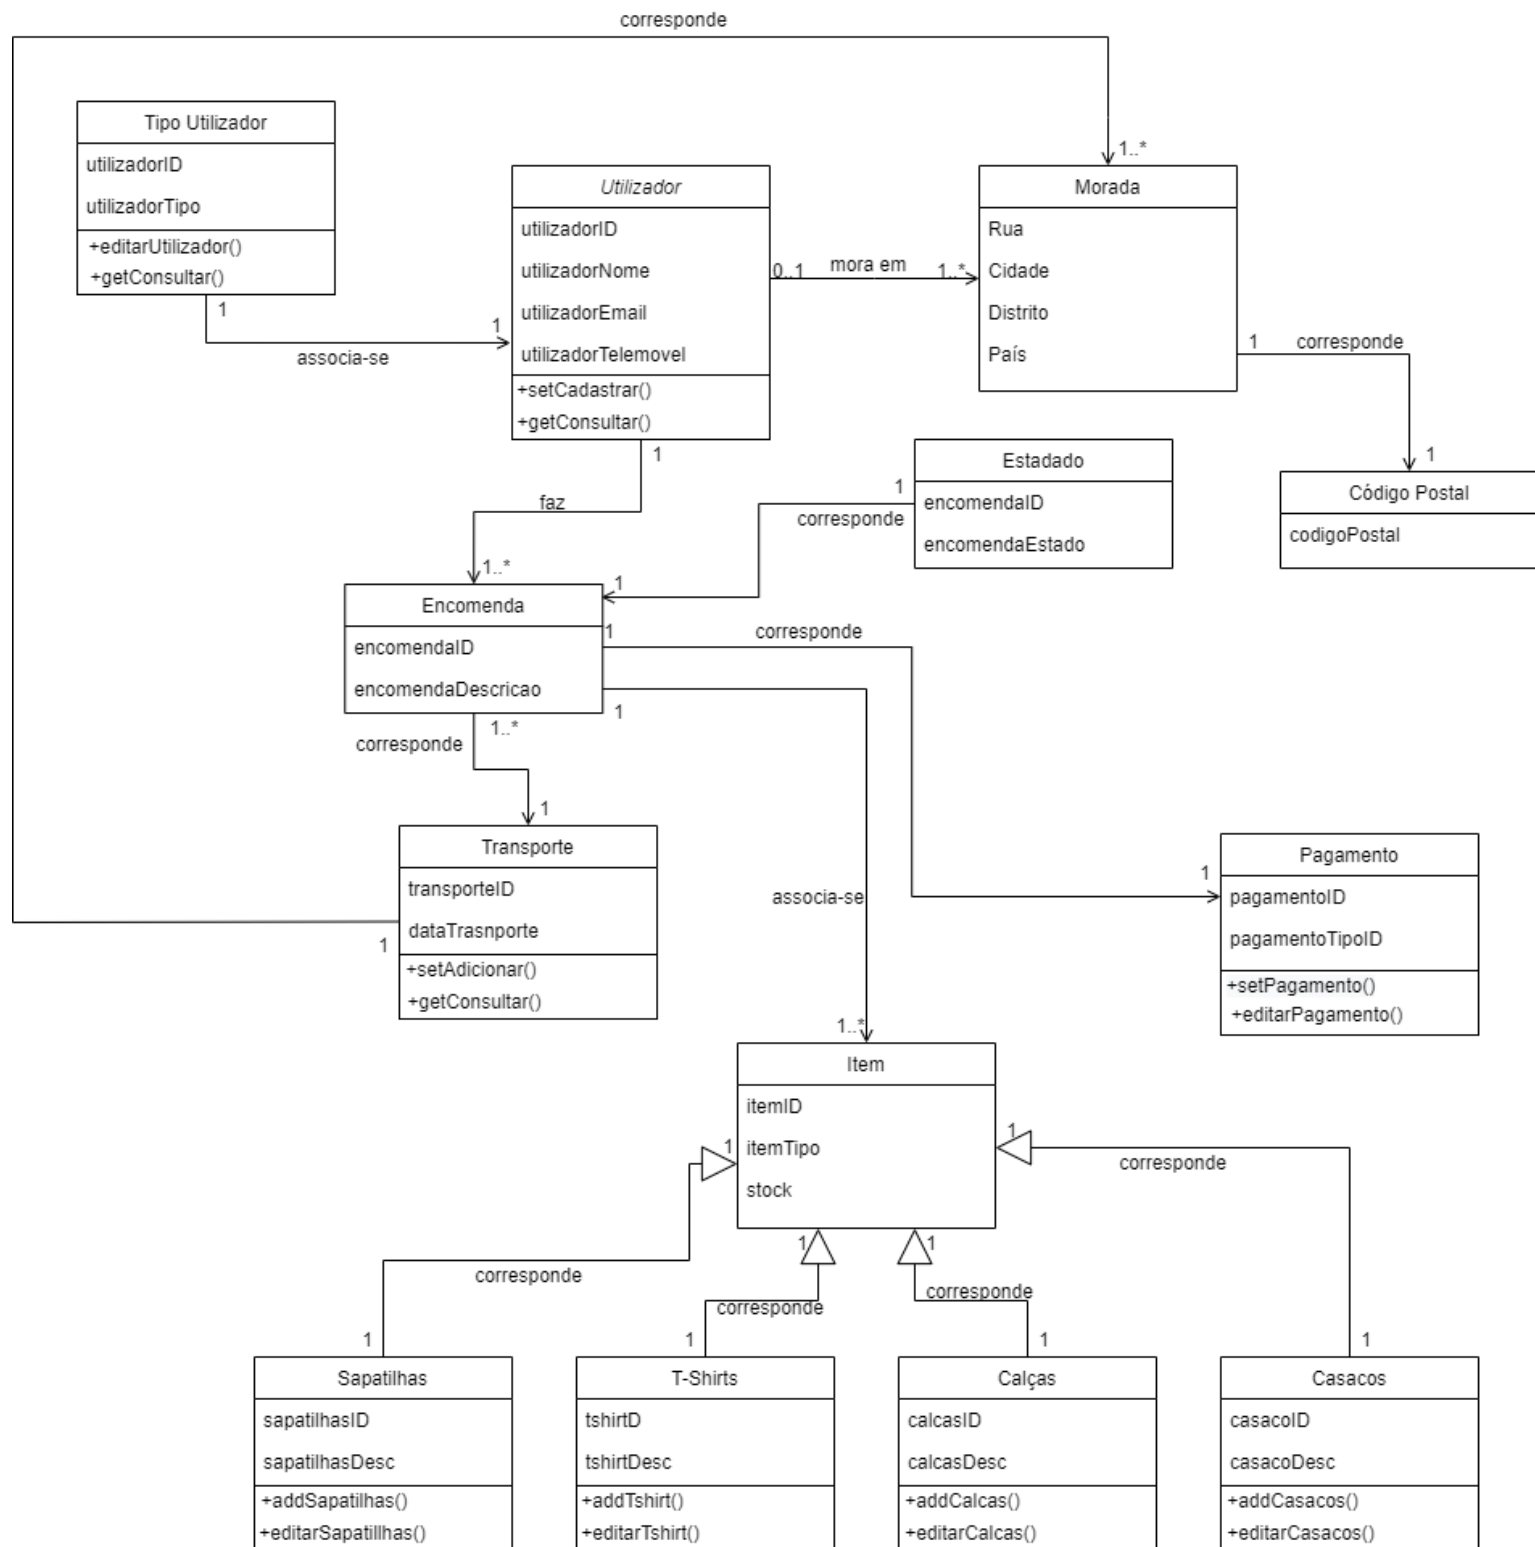 corresponde
1..*
Tipo Utilizador
utilizadorID
utilizadorTipo
+editarUtilizador()
+getConsultar()
1
associa-se
1
Utilizador
utilizadorID
utilizadorNome
utilizadorEmail
utilizadorTelemovel
+setCadastrar()
+getConsultar()
0..1
mora em
1..*
Morada
Rua
Cidade
Distrito
País
1
corresponde
1
Código Postal
codigoPostal
1
faz
1..*
Estadado
encomendaID
encomendaEstado
1
corresponde
1
Encomenda
encomendaID
encomendaDescricao
1
corresponde
1
1
associa-se
1..*
1..*
corresponde
1
Transporte
transporteID
dataTrasnporte
+setAdicionar()
+getConsultar()
1
Pagamento
pagamentoID
pagamentoTipoID
+setPagamento()
+editarPagamento()
Item
itemID
itemTipo
stock
1
corresponde
1
1
corresponde
1
1
corresponde
1
1
corresponde
1
Sapatilhas
sapatilhasID
sapatilhasDesc
+addSapatilhas()
+editarSapatillhas()
T-Shirts
tshirtD
tshirtDesc
+addTshirt()
+editarTshirt()
Calças
calcasID
calcasDesc
+addCalcas()
+editarCalcas()
Casacos
casacoID
casacoDesc
+addCasacos()
+editarCasacos()